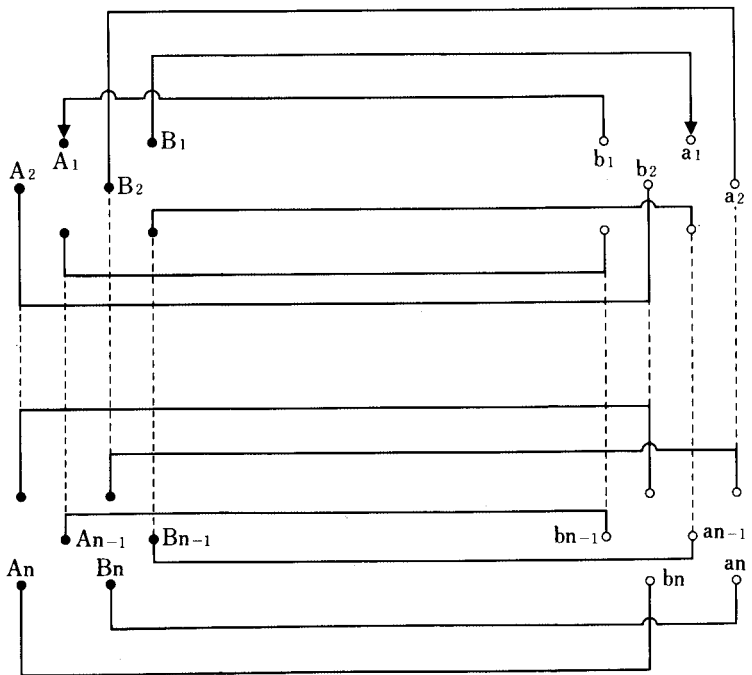 A1 B1 b1 a1
A2 B2 b2 a2
An−1 Bn−1 bn−1 an−1
An Bn bn an